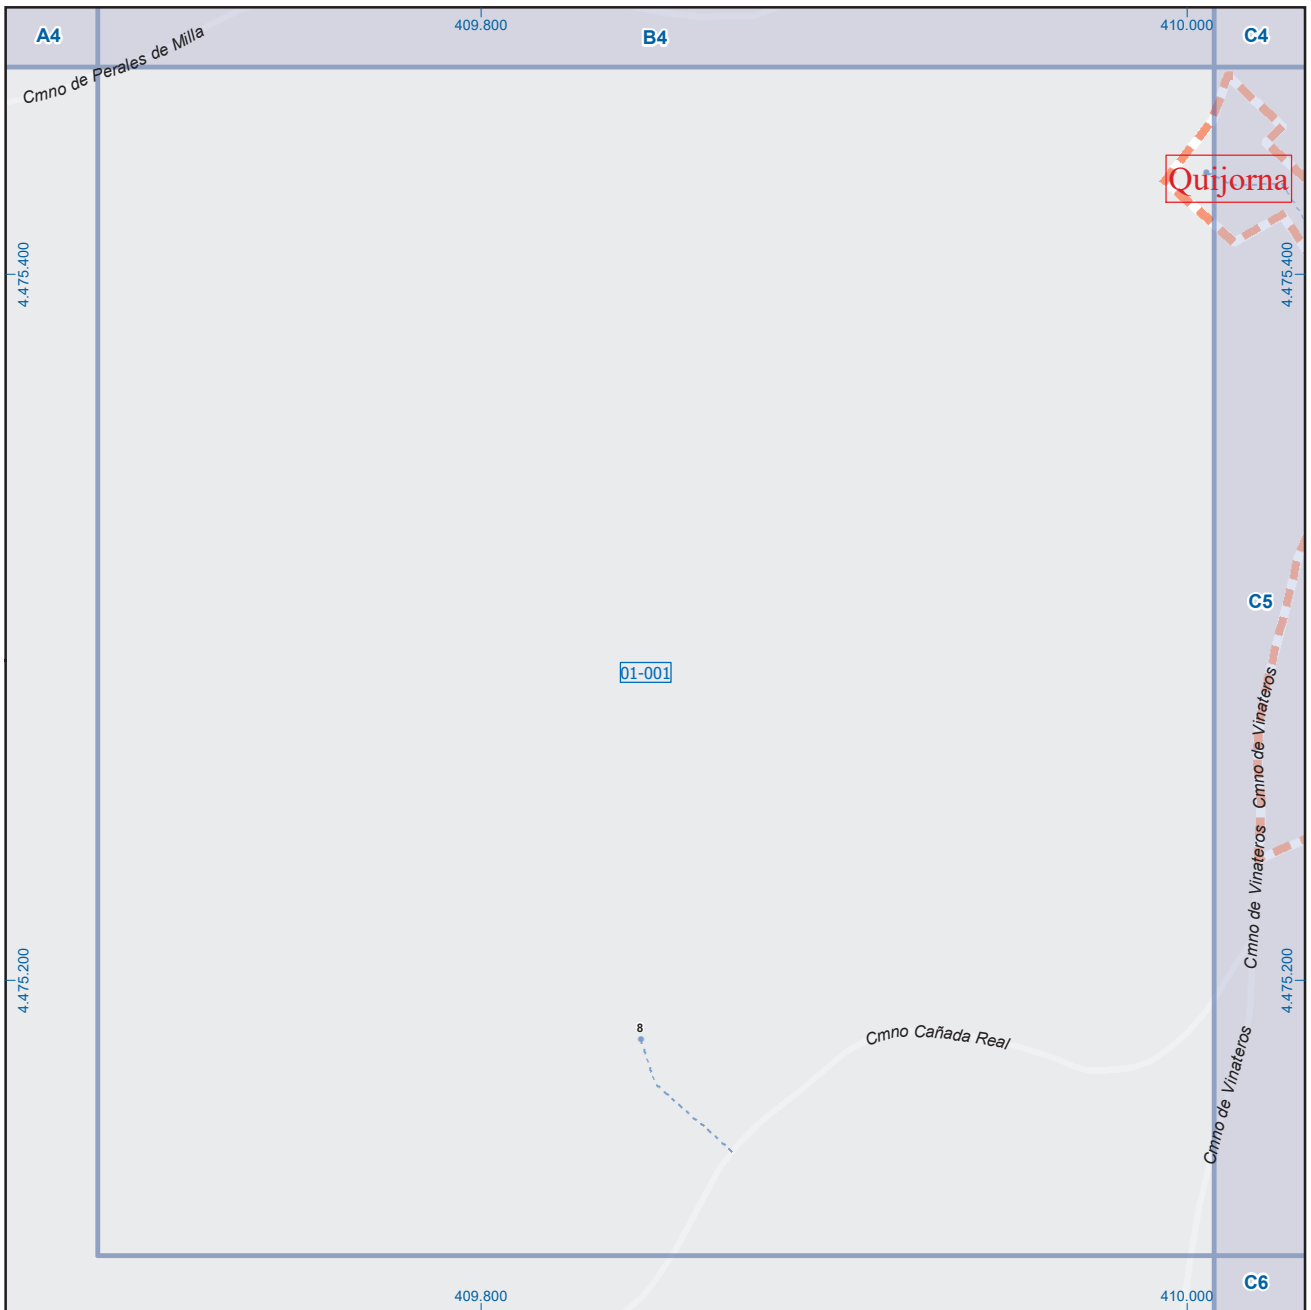 A4
409.800
B4
410.000
C4
Cmno de Perales de Milla
Quijorna
4.475.400
4.475.400
C5
01-001
Cmno de Vinateros
Cmno de Vinateros
4.475.200
4.475.200
8
Cmno Cañada Real
Cmno de Vinateros
C6
409.800
410.000